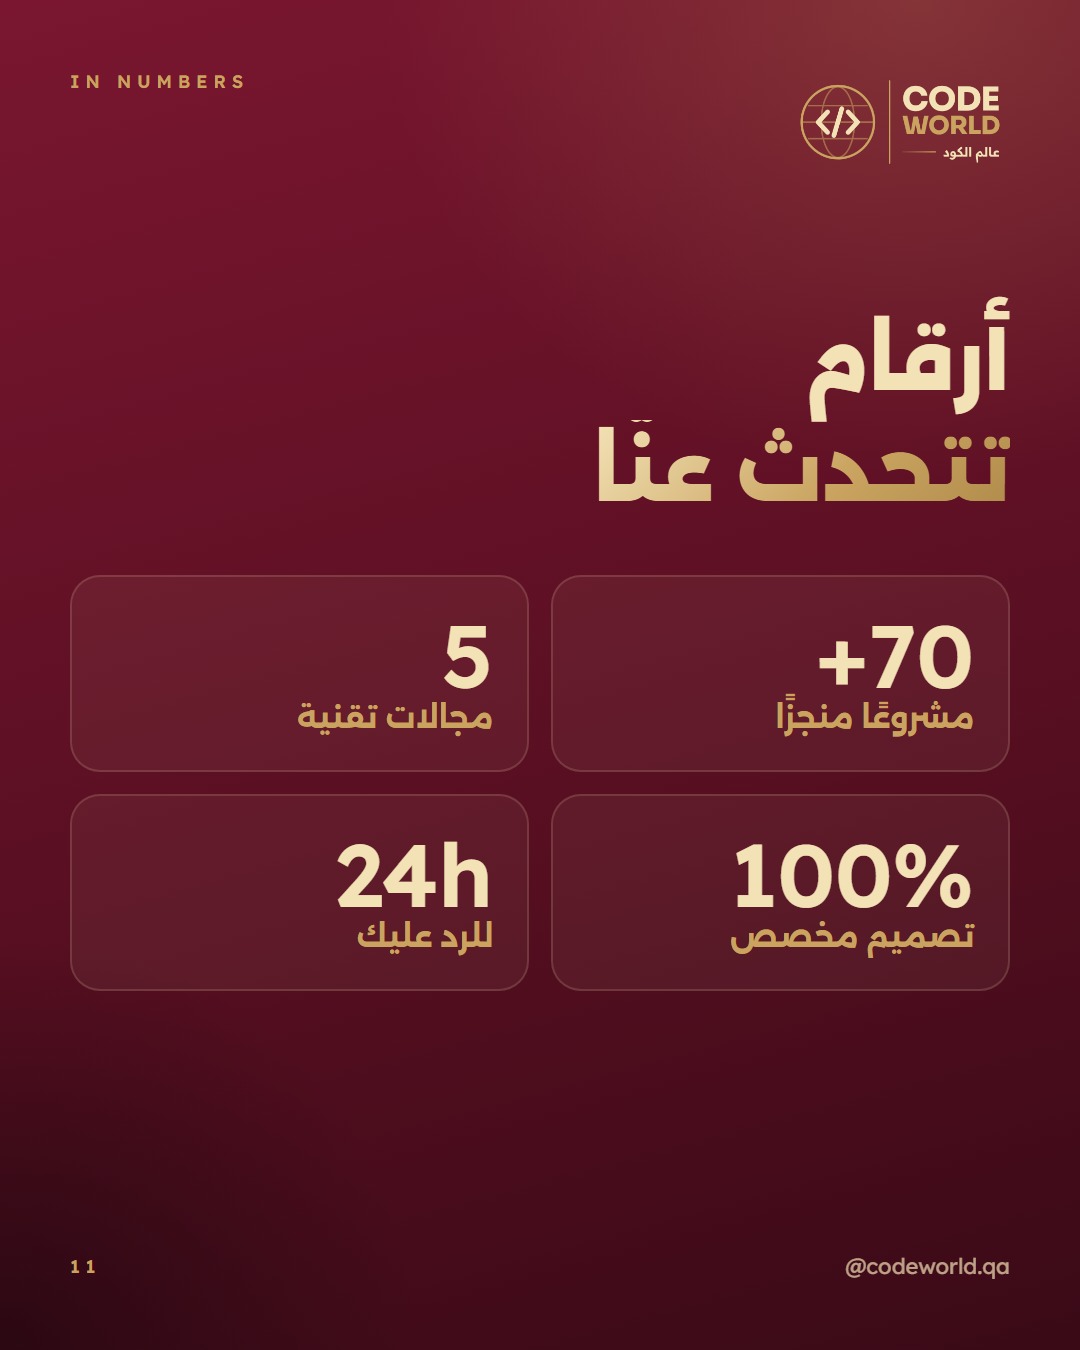 IN NUMBERS
CODE
WORLD
عالم الكود
أرقام
تتحدث عنّا
+70
مشروعًا منجزًا
5
مجالات تقنية
100%
تصميم مخصص
24h
للرد عليك
11
@codeworld.qa